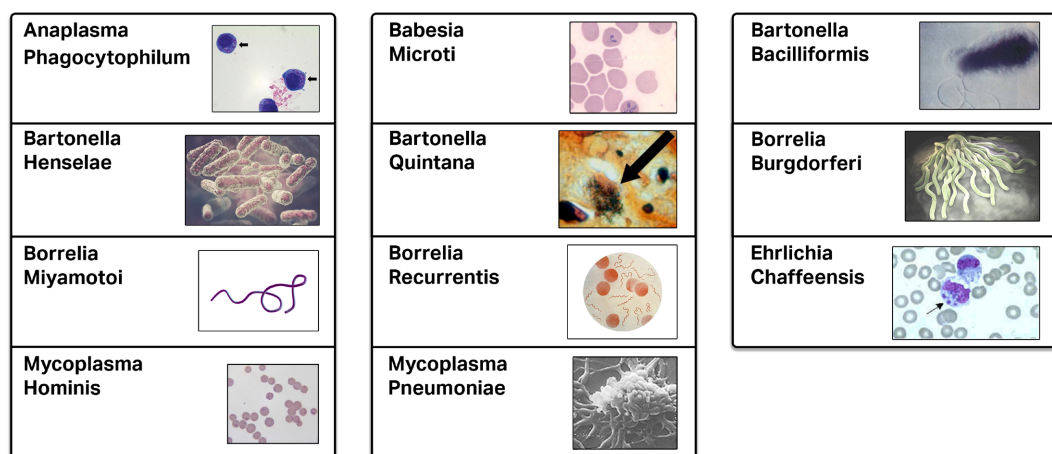 Anaplasma
Phagocytophilum
Babesia
Microti
Bartonella
Bacilliformis
Bartonella
Henselae
Bartonella
Quintana
Borrelia
Burgdorferi
Borrelia
Miyamotoi
Borrelia
Recurrentis
Ehrlichia
Chaffeensis
Mycoplasma
Hominis
Mycoplasma
Pneumoniae